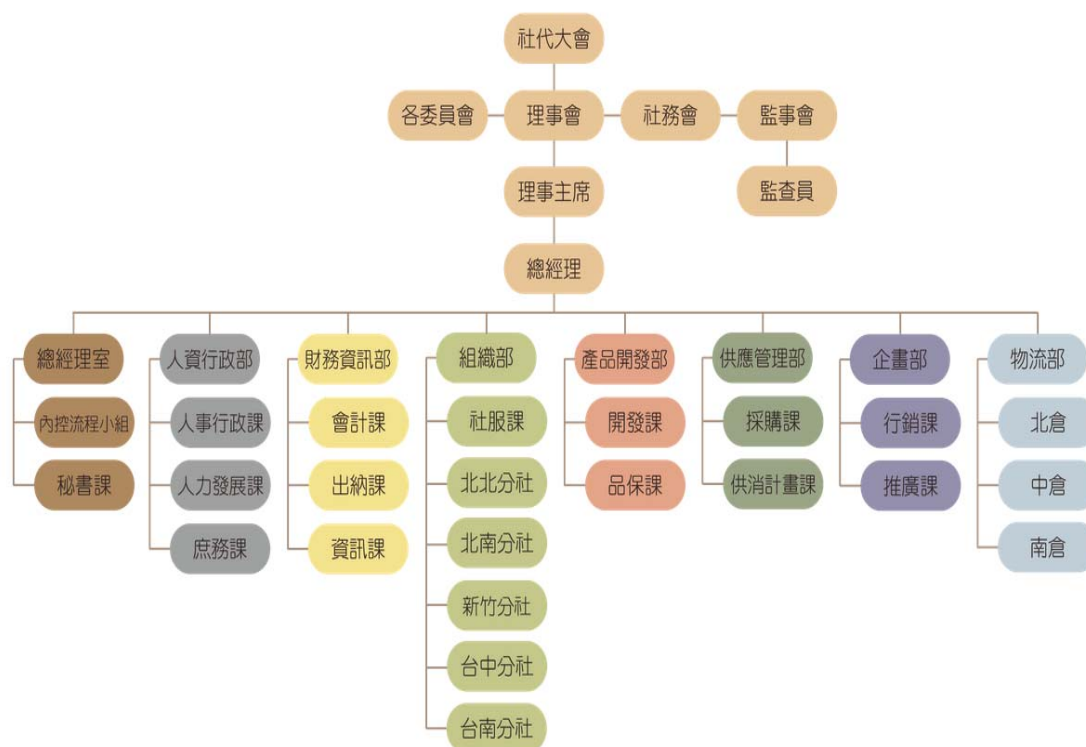 社代大會
各委員會
理事會
社務會
監事會
理事主席
監查員
總經理
總經理室
內控流程小組
秘書課
人資行政部
人事行政課
人力發展課
庶務課
財務資訊部
會計課
出納課
資訊課
組織部
社服課
北北分社
北南分社
新竹分社
台中分社
台南分社
產品開發部
開發課
品保課
供應管理部
採購課
供消計畫課
企畫部
行銷課
推廣課
物流部
北倉
中倉
南倉